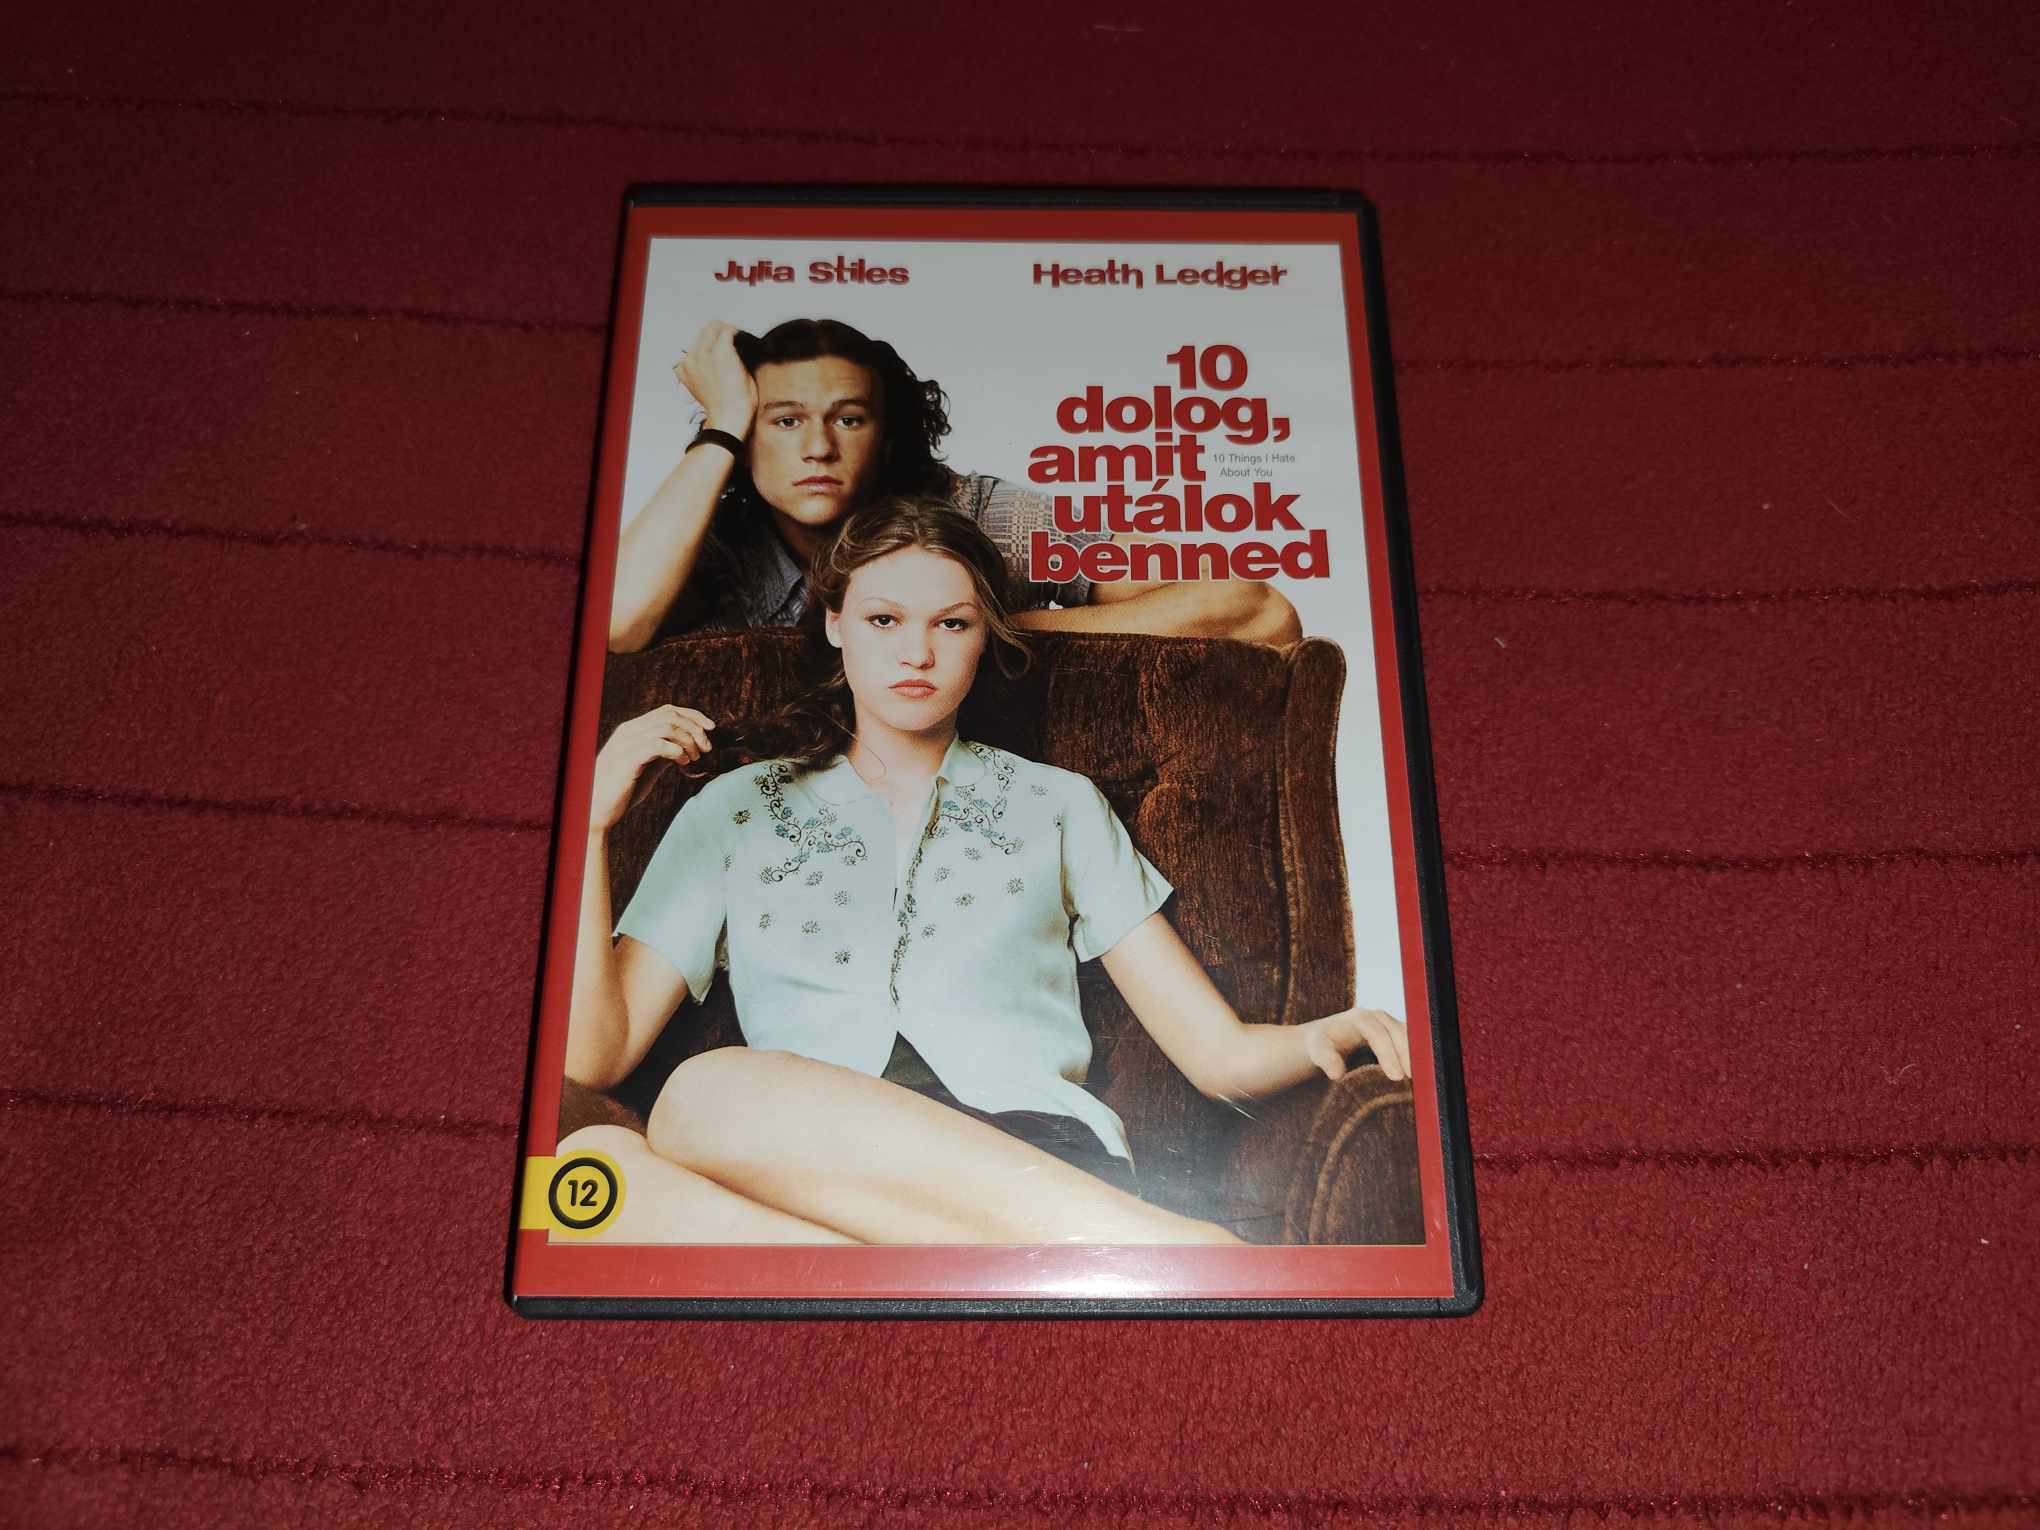 Julia Stiles
Heath Ledger
10
dolog,
amit
10 Things I Hate
About You
utálok
benned
12